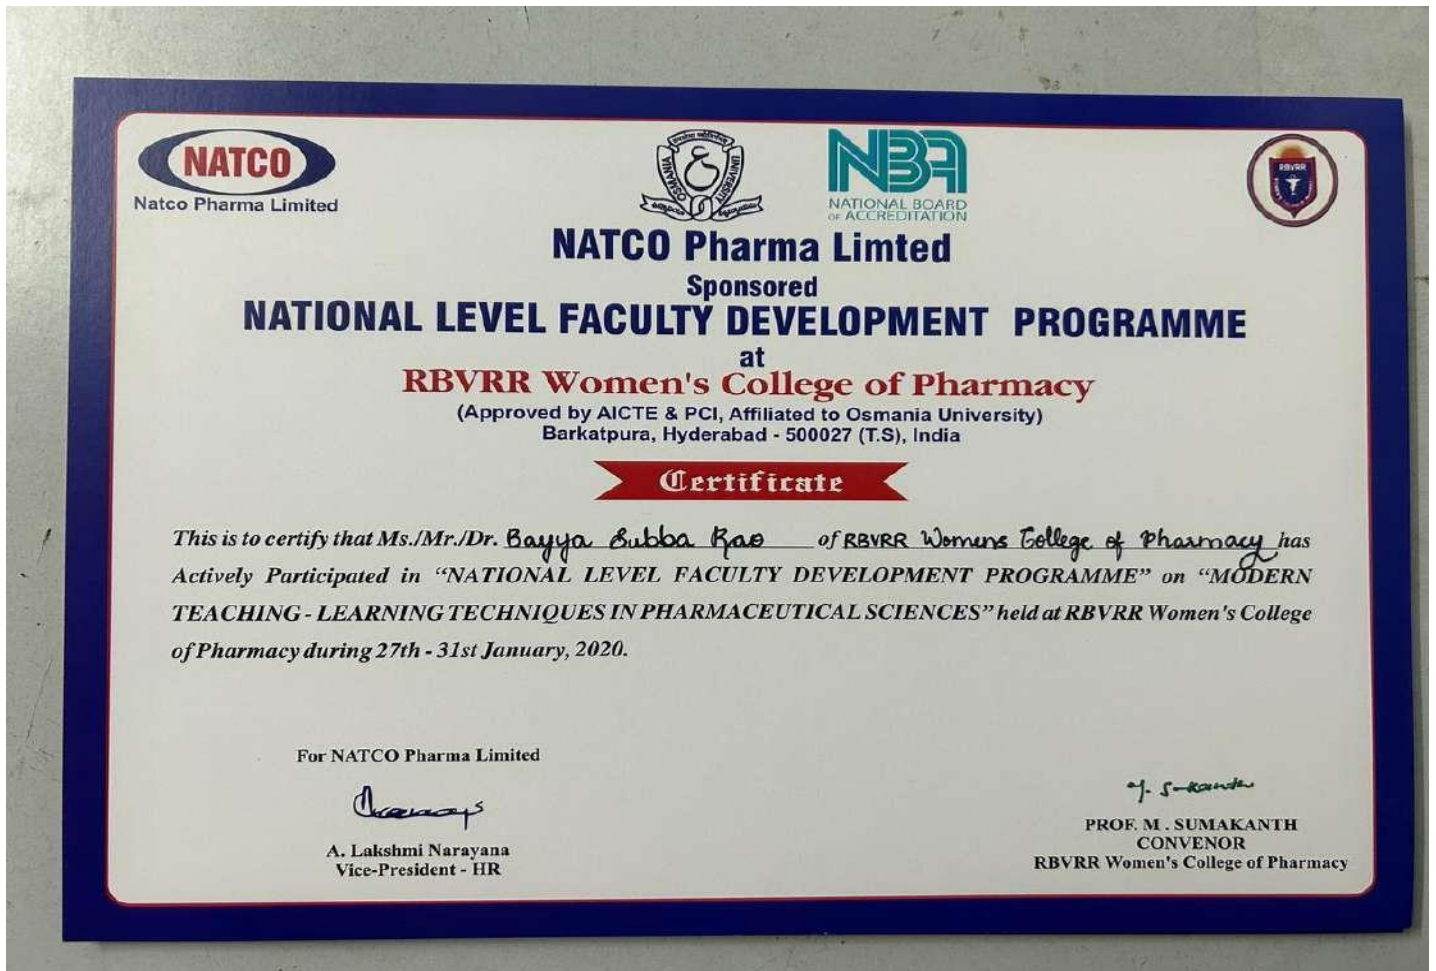 NATCO
Natco Pharma Limited
OSMANIA UNIVERSITY
NBA
NATIONAL BOARD
OF ACCREDITATION
RBVRR
NATCO Pharma Limted
Sponsored
NATIONAL LEVEL FACULTY DEVELOPMENT PROGRAMME
at
RBVRR Women's College of Pharmacy
(Approved by AICTE & PCI, Affiliated to Osmania University)
Barkatpura, Hyderabad - 500027 (T.S), India
Certificate
This is to certify that Ms./Mr./Dr. Bayya Subba Rao of RBVRR Womens College of Pharmacy has
Actively Participated in “NATIONAL LEVEL FACULTY DEVELOPMENT PROGRAMME” on “MODERN
TEACHING - LEARNING TECHNIQUES IN PHARMACEUTICAL SCIENCES” held at RBVRR Women's College
of Pharmacy during 27th - 31st January, 2020.
For NATCO Pharma Limited
A. Lakshmi Narayana
Vice-President - HR
PROF. M . SUMAKANTH
CONVENOR
RBVRR Women's College of Pharmacy